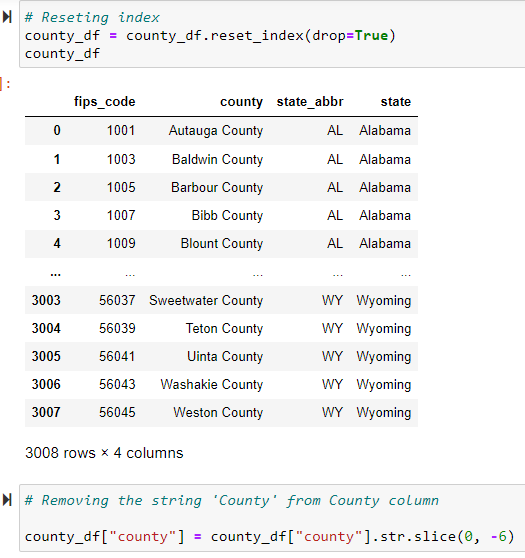 # Reseting index
county_df = county_df.reset_index(drop=True)
county_df
fips_code county state_abbr state
0 1001 Autauga County AL Alabama
1 1003 Baldwin County AL Alabama
2 1005 Barbour County AL Alabama
3 1007 Bibb County AL Alabama
4 1009 Blount County AL Alabama
... ... ... ... ...
3003 56037 Sweetwater County WY Wyoming
3004 56039 Teton County WY Wyoming
3005 56041 Uinta County WY Wyoming
3006 56043 Washakie County WY Wyoming
3007 56045 Weston County WY Wyoming
3008 rows × 4 columns
# Removing the string 'County' from County column
county_df["county"] = county_df["county"].str.slice(0, -6)